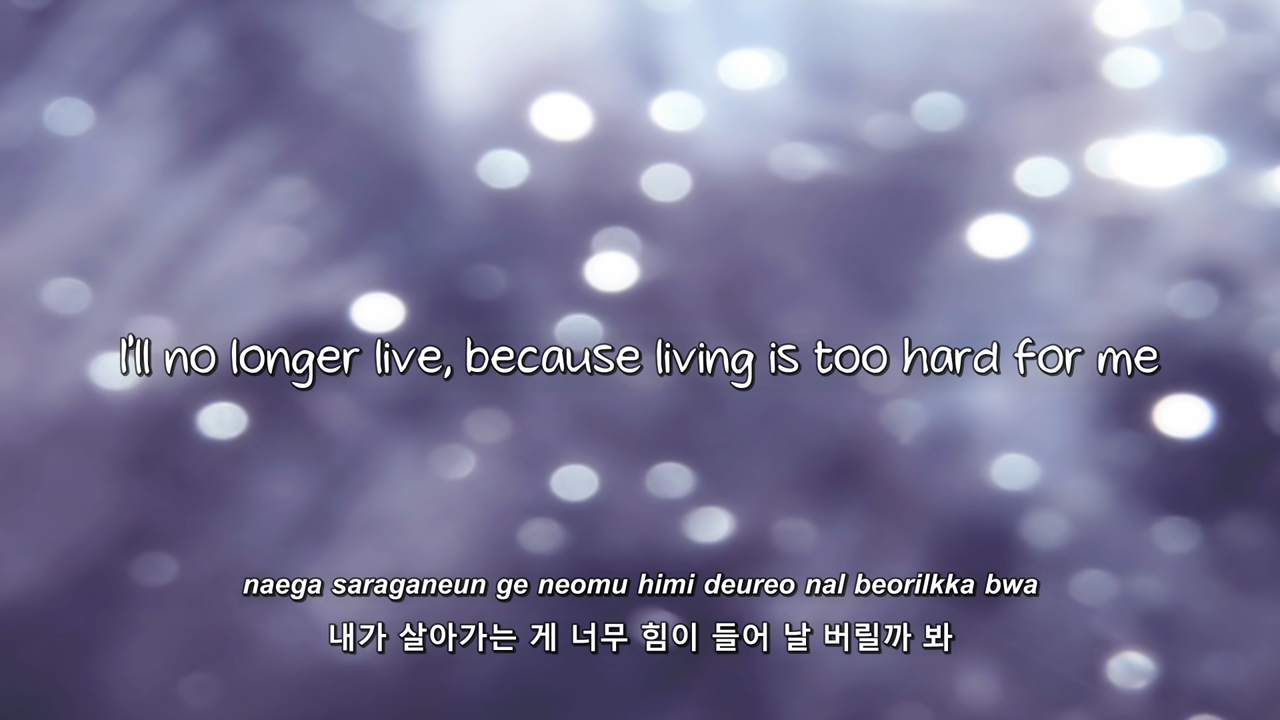 I'll no longer live, because living is too hard for me
naega saraganeun ge neomu himi deureo nal beorilkka bwa
내가 살아가는 게 너무 힘이 들어 날 버릴까 봐